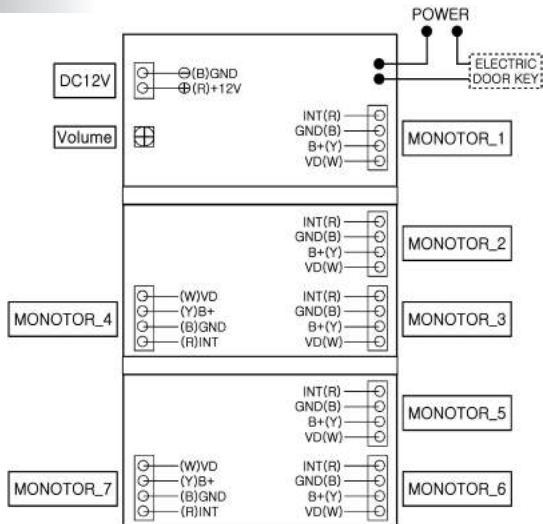 POWER
ELECTRIC
DOOR KEY
DC12V
⊖(B)GND
⊕(R)+12V
Volume
INT(R)
GND(B)
B+(Y)
VD(W)
MONOTOR_1
INT(R)
GND(B)
B+(Y)
VD(W)
MONOTOR_2
MONOTOR_4
(W)VD
(Y)B+
(B)GND
(R)INT
INT(R)
GND(B)
B+(Y)
VD(W)
MONOTOR_3
INT(R)
GND(B)
B+(Y)
VD(W)
MONOTOR_5
MONOTOR_7
(W)VD
(Y)B+
(B)GND
(R)INT
INT(R)
GND(B)
B+(Y)
VD(W)
MONOTOR_6